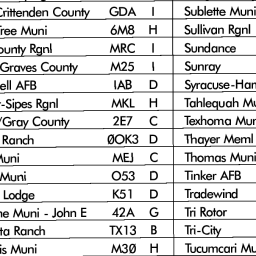 Crittenden County GDA I Sublette Muni
Tree Muni 6M8 H Sullivan Rgnl
County Rgnl MRC I Sundance
Graves County M25 I Sunray
ell AFB IAB D Syracuse-Ham
-Sipes Rgnl MKL H Tahlequah Mu
/Gray County 2E7 C Texhoma Mun
Ranch ØOK3 D Thayer Meml
Muni MEJ C Thomas Muni
Muni O53 D Tinker AFB
Lodge K51 D Tradewind
ne Muni - John E 42A G Tri Rotor
ta Ranch TX13 B Tri-City
is Muni M3Ø H Tucumcari Mu